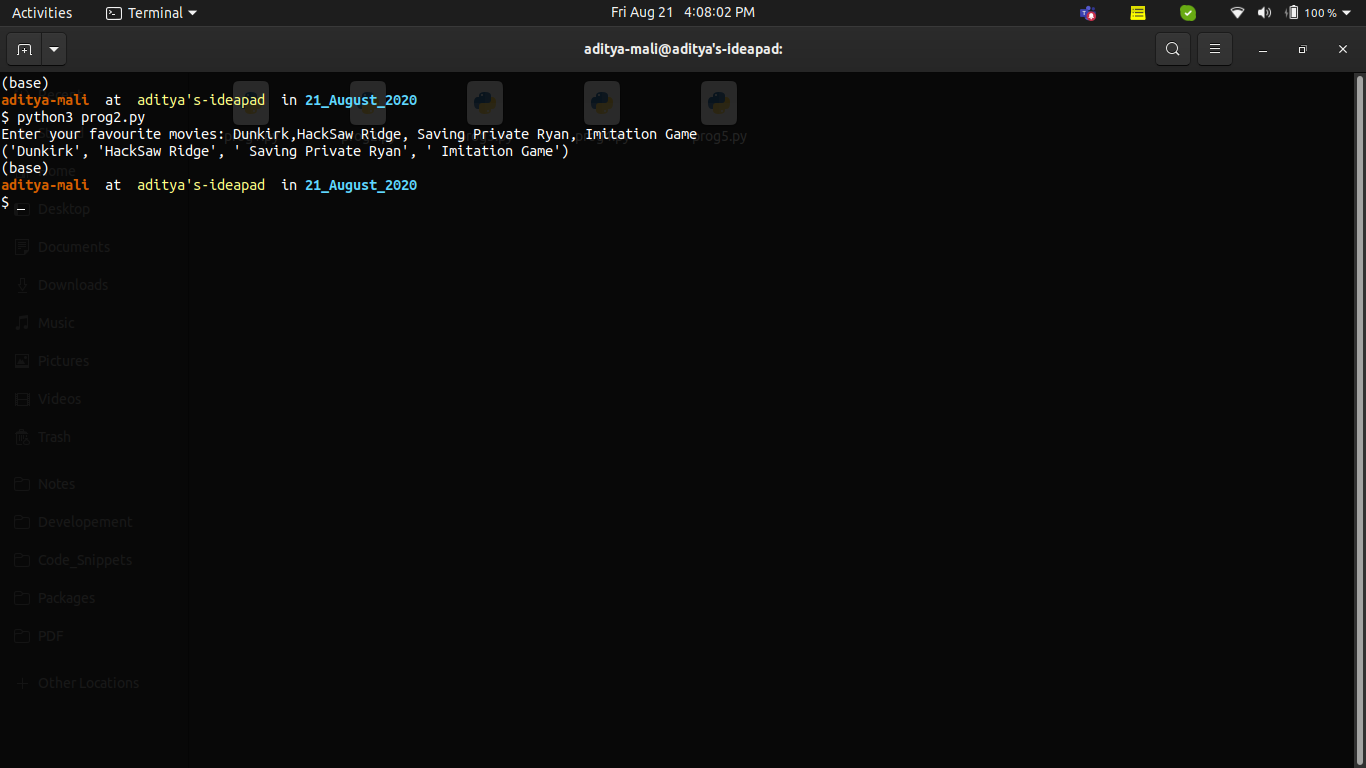 Activities Terminal Fri Aug 21 4:08:02 PM 100 %
aditya-mali@aditya's-ideapad:
(base)
aditya-mali at aditya's-ideapad in 21_August_2020
$ python3 prog2.py
Enter your favourite movies: Dunkirk,HackSaw Ridge, Saving Private Ryan, Imitation Game
('Dunkirk', 'HackSaw Ridge', ' Saving Private Ryan', ' Imitation Game')
prog5.py
(base)
aditya-mali at aditya's-ideapad in 21_August_2020
$ _
Desktop
Documents
Downloads
Music
Pictures
Videos
Trash
Notes
Developement
Code_Snippets
Packages
PDF
Other Locations